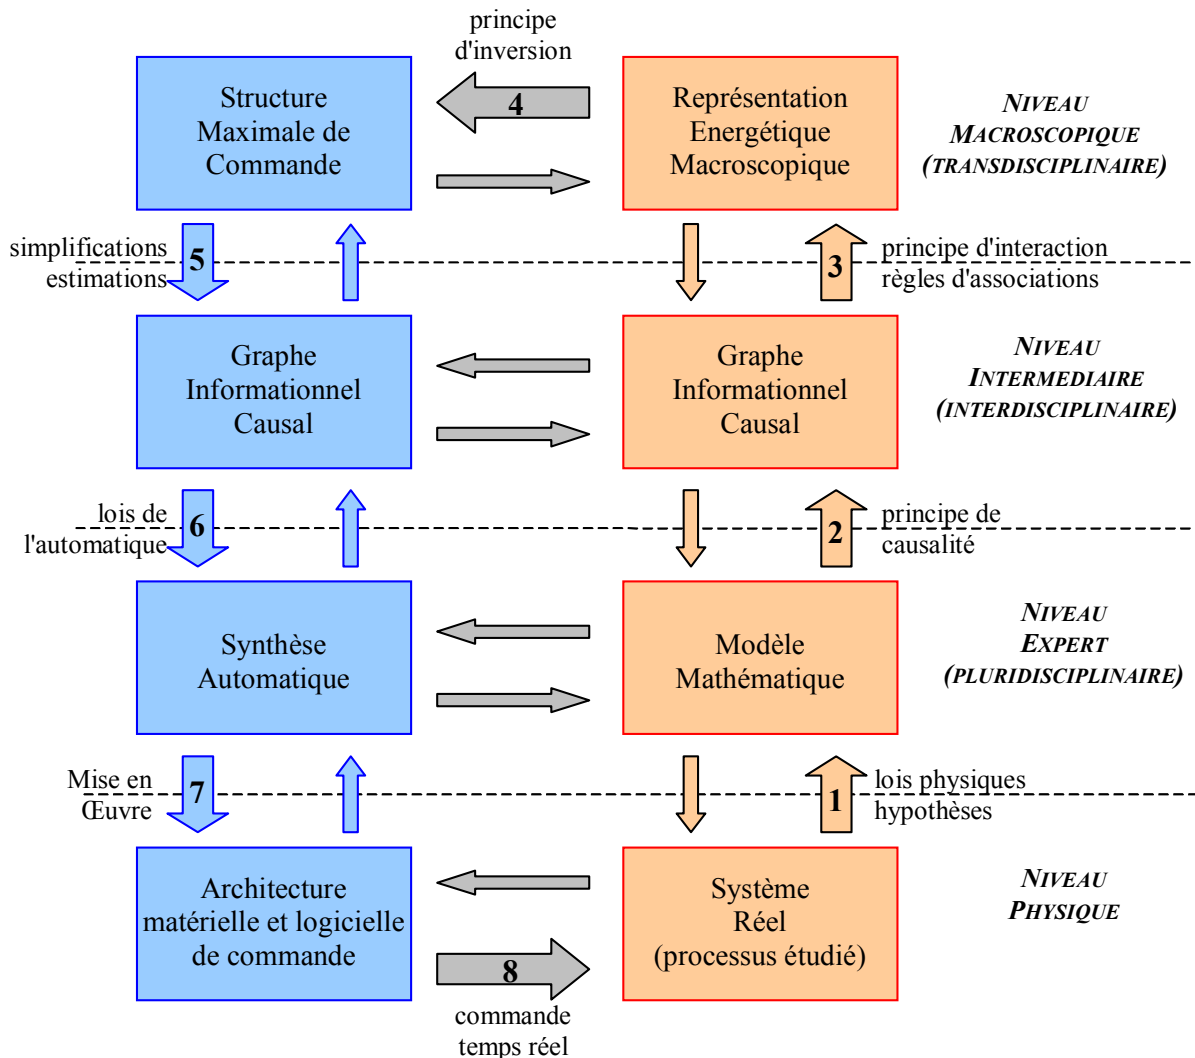 principe
d'inversion
Structure
Maximale de
Commande
4
Représentation
Energétique
Macroscopique
NIVEAU
MACROSCOPIQUE
(TRANSDISCIPLINAIRE)
simplifications
estimations
5
3
principe d'interaction
règles d'associations
Graphe
Informationnel
Causal
Graphe
Informationnel
Causal
NIVEAU
INTERMEDIAIRE
(INTERDISCIPLINAIRE)
lois de
l'automatique
6
2
principe de
causalité
Synthèse
Automatique
Modèle
Mathématique
NIVEAU
EXPERT
(PLURIDISCIPLINAIRE)
Mise en
Œuvre
7
1
lois physiques
hypothèses
Architecture
matérielle et logicielle
de commande
Système
Réel
(processus étudié)
NIVEAU
PHYSIQUE
8
commande
temps réel